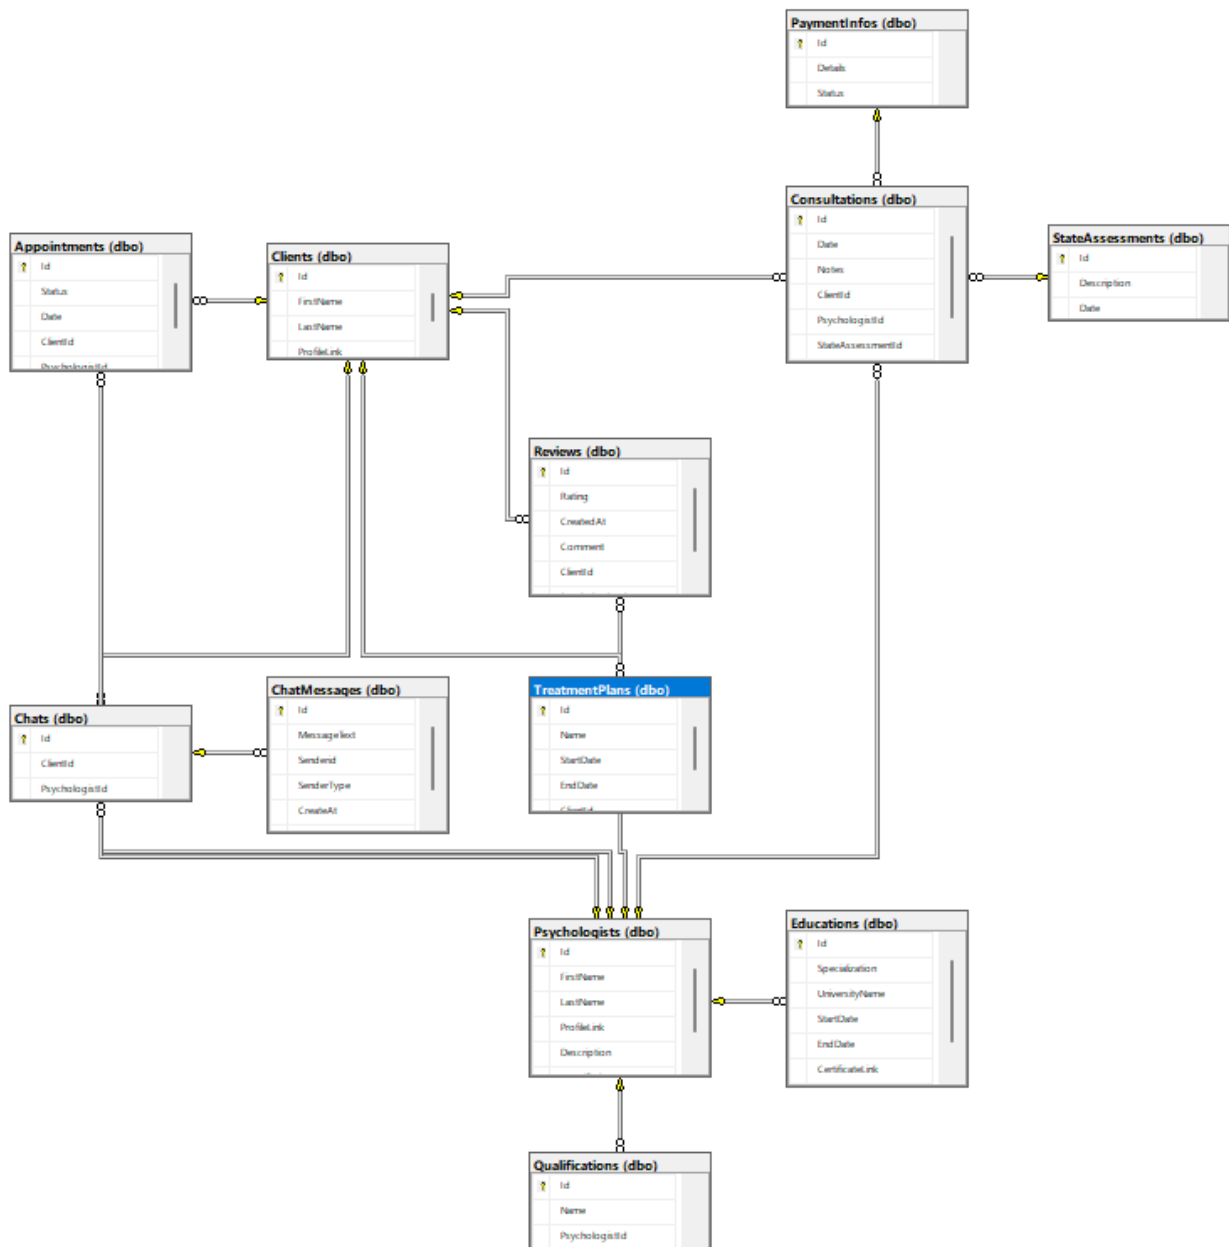 PaymentInfos (dbo)
Id
Details
Status
Consultations (dbo)
Id
Date
Notes
ClientId
PsychologistId
StateAssessmentId
StateAssessments (dbo)
Id
Description
Date
Appointments (dbo)
Id
Status
Date
ClientId
PsychologistId
Clients (dbo)
Id
FirstName
LastName
ProfileLink
Reviews (dbo)
Id
Rating
CreatedAt
Comment
ClientId
Chats (dbo)
Id
ClientId
PsychologistId
ChatMessages (dbo)
Id
MessageText
SenderId
SenderType
CreateAt
TreatmentPlans (dbo)
Id
Name
StartDate
EndDate
ClientId
Psychologists (dbo)
Id
FirstName
LastName
ProfileLink
Description
Educations (dbo)
Id
Specialization
UniversityName
StartDate
EndDate
CertificateLink
Qualifications (dbo)
Id
Name
PsychologistId